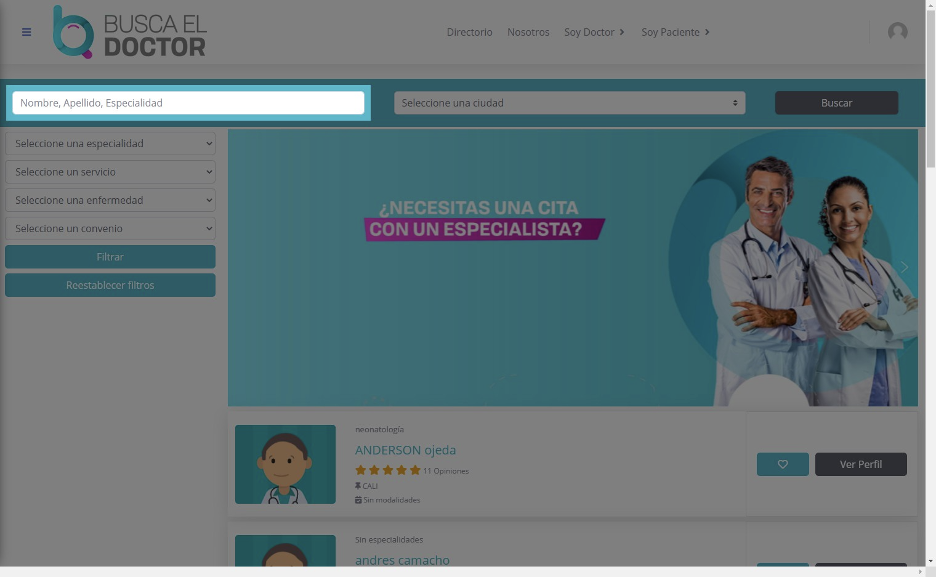 BUSCA EL
DOCTOR
Directorio
Nosotros
Soy Doctor
Soy Paciente
Nombre, Apellido, Especialidad
Seleccione una ciudad
Buscar
Seleccione una especialidad
Seleccione un servicio
Seleccione una enfermedad
Seleccione un convenio
Filtrar
Reestablecer filtros
¿NECESITAS UNA CITA
CON UN ESPECIALISTA?
neonatología
ANDERSON ojeda
11 Opiniones
CALI
Sin modalidades
Ver Perfil
Sin especialidades
andres camacho